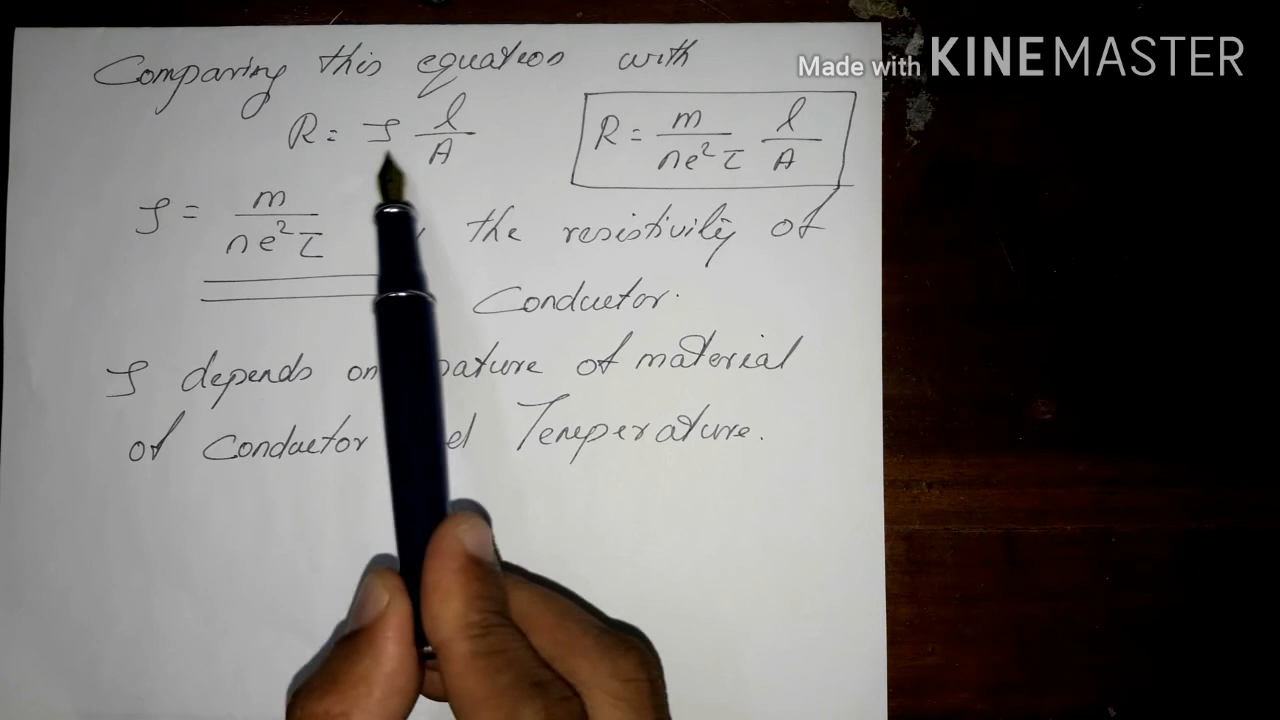 Comparing this equation with
Made with KINEMASTER
R = ρ l/A
R = m/ne²τ l/A
ρ = m/ne²τ , the resistivity of
Conductor.
ρ depends on nature of material
of conductor Temperature.